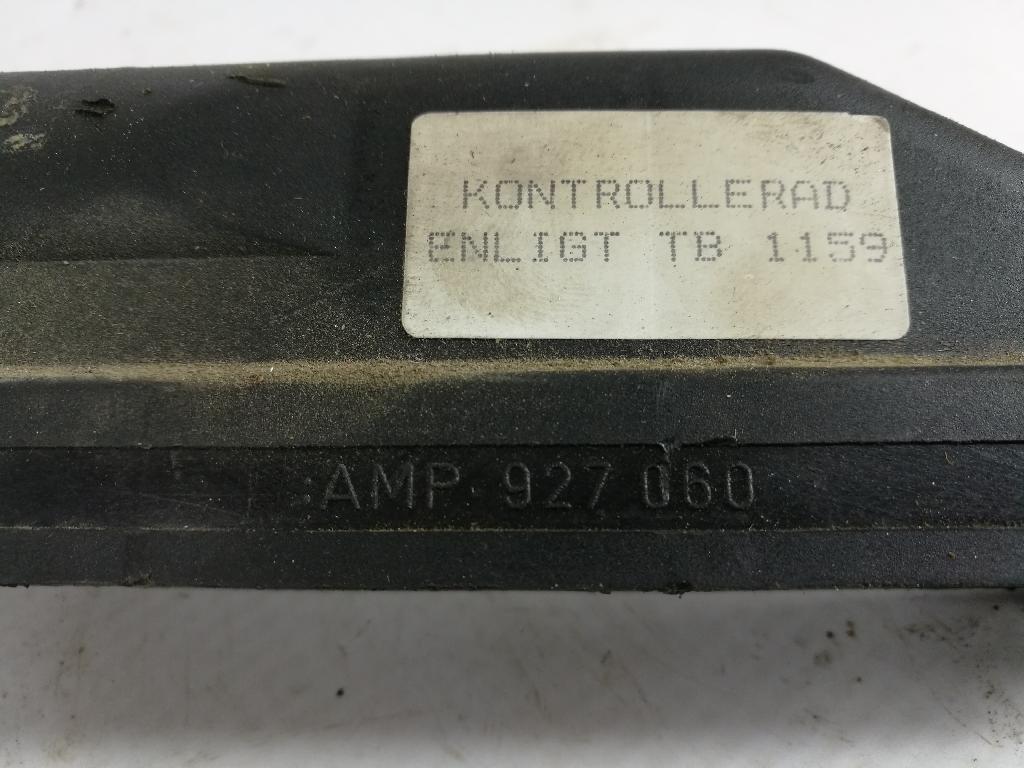 KONTROLLERAD
ENLIGT TB 1159
:AMP· 927 060